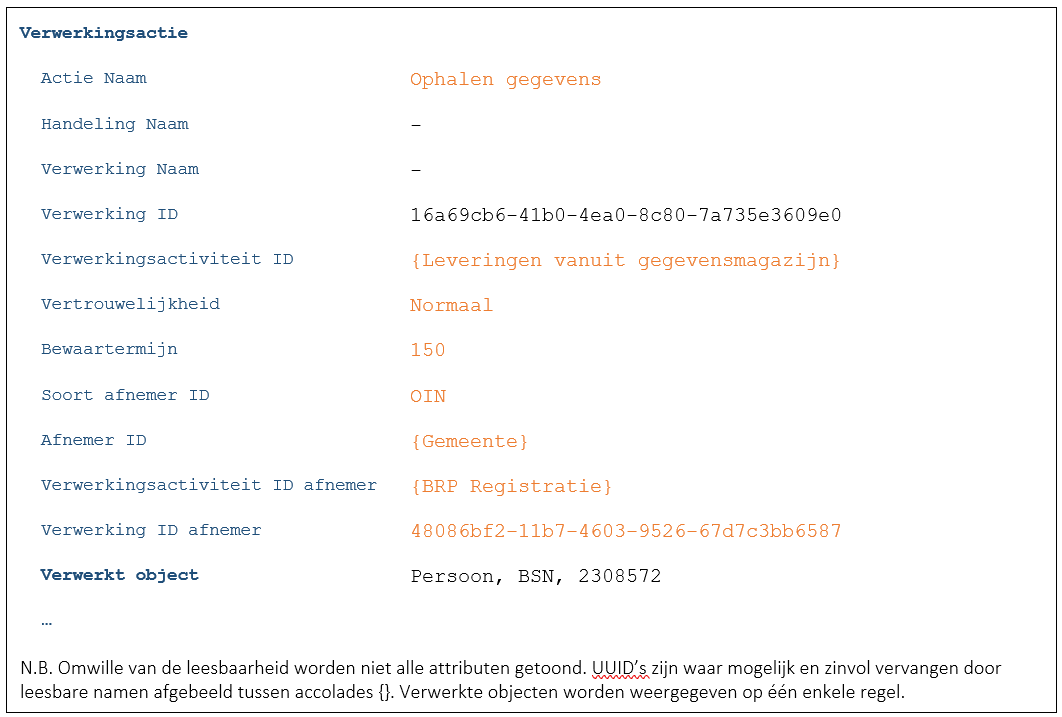 Verwerkingsactie
Actie Naam Ophalen gegevens
Handeling Naam –
Verwerking Naam –
Verwerking ID 16a69cb6-41b0-4ea0-8c80-7a735e3609e0
Verwerkingsactiviteit ID {Leveringen vanuit gegevensmagazijn}
Vertrouwelijkheid Normaal
Bewaartermijn 150
Soort afnemer ID OIN
Afnemer ID {Gemeente}
Verwerkingsactiviteit ID afnemer {BRP Registratie}
Verwerking ID afnemer 48086bf2-11b7-4603-9526-67d7c3bb6587
Verwerkt object Persoon, BSN, 2308572
…
N.B. Omwille van de leesbaarheid worden niet alle attributen getoond. UUID’s zijn waar mogelijk en zinvol vervangen door
leesbare namen afgebeeld tussen accolades {}. Verwerkte objecten worden weergegeven op één enkele regel.